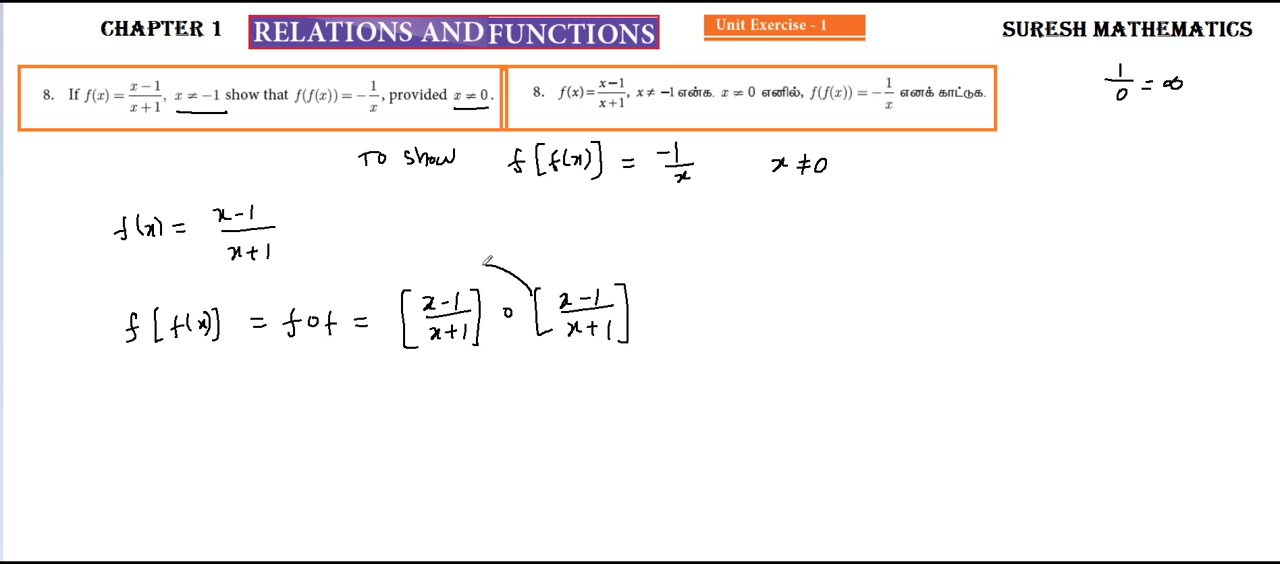 CHAPTER 1
RELATIONS AND FUNCTIONS
Unit Exercise - 1
SURESH MATHEMATICS
8. If f(x) = (x−1)/(x+1), x ≠ −1 show that f(f(x)) = −1/x, provided x ≠ 0.
8. f(x) = (x−1)/(x+1), x ≠ −1 என்க. x ≠ 0 எனில், f(f(x)) = −1/x எனக் காட்டுக.
1/0 = ∞
To show f[f(x)] = -1/x x ≠ 0
f(x) = (x-1)/(x+1)
f[f(x)] = fof = [(x-1)/(x+1)] o [(x-1)/(x+1)]